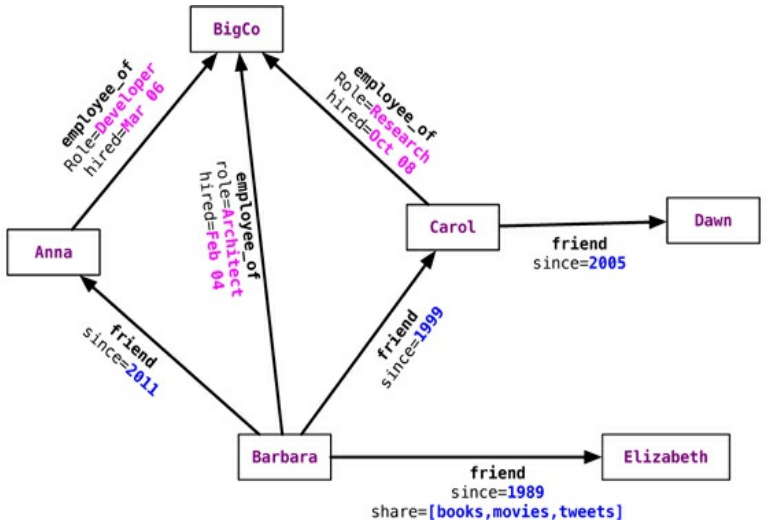 BigCo
employee_of
Role=Developer
hired=Mar 06
employee_of
role=Architect
hired=Feb 04
employee_of
Role=Research
hired=Oct 08
Anna
Carol
Dawn
friend
since=2005
friend
since=2011
friend
since=1999
Barbara
Elizabeth
friend
since=1989
share=[books,movies,tweets]